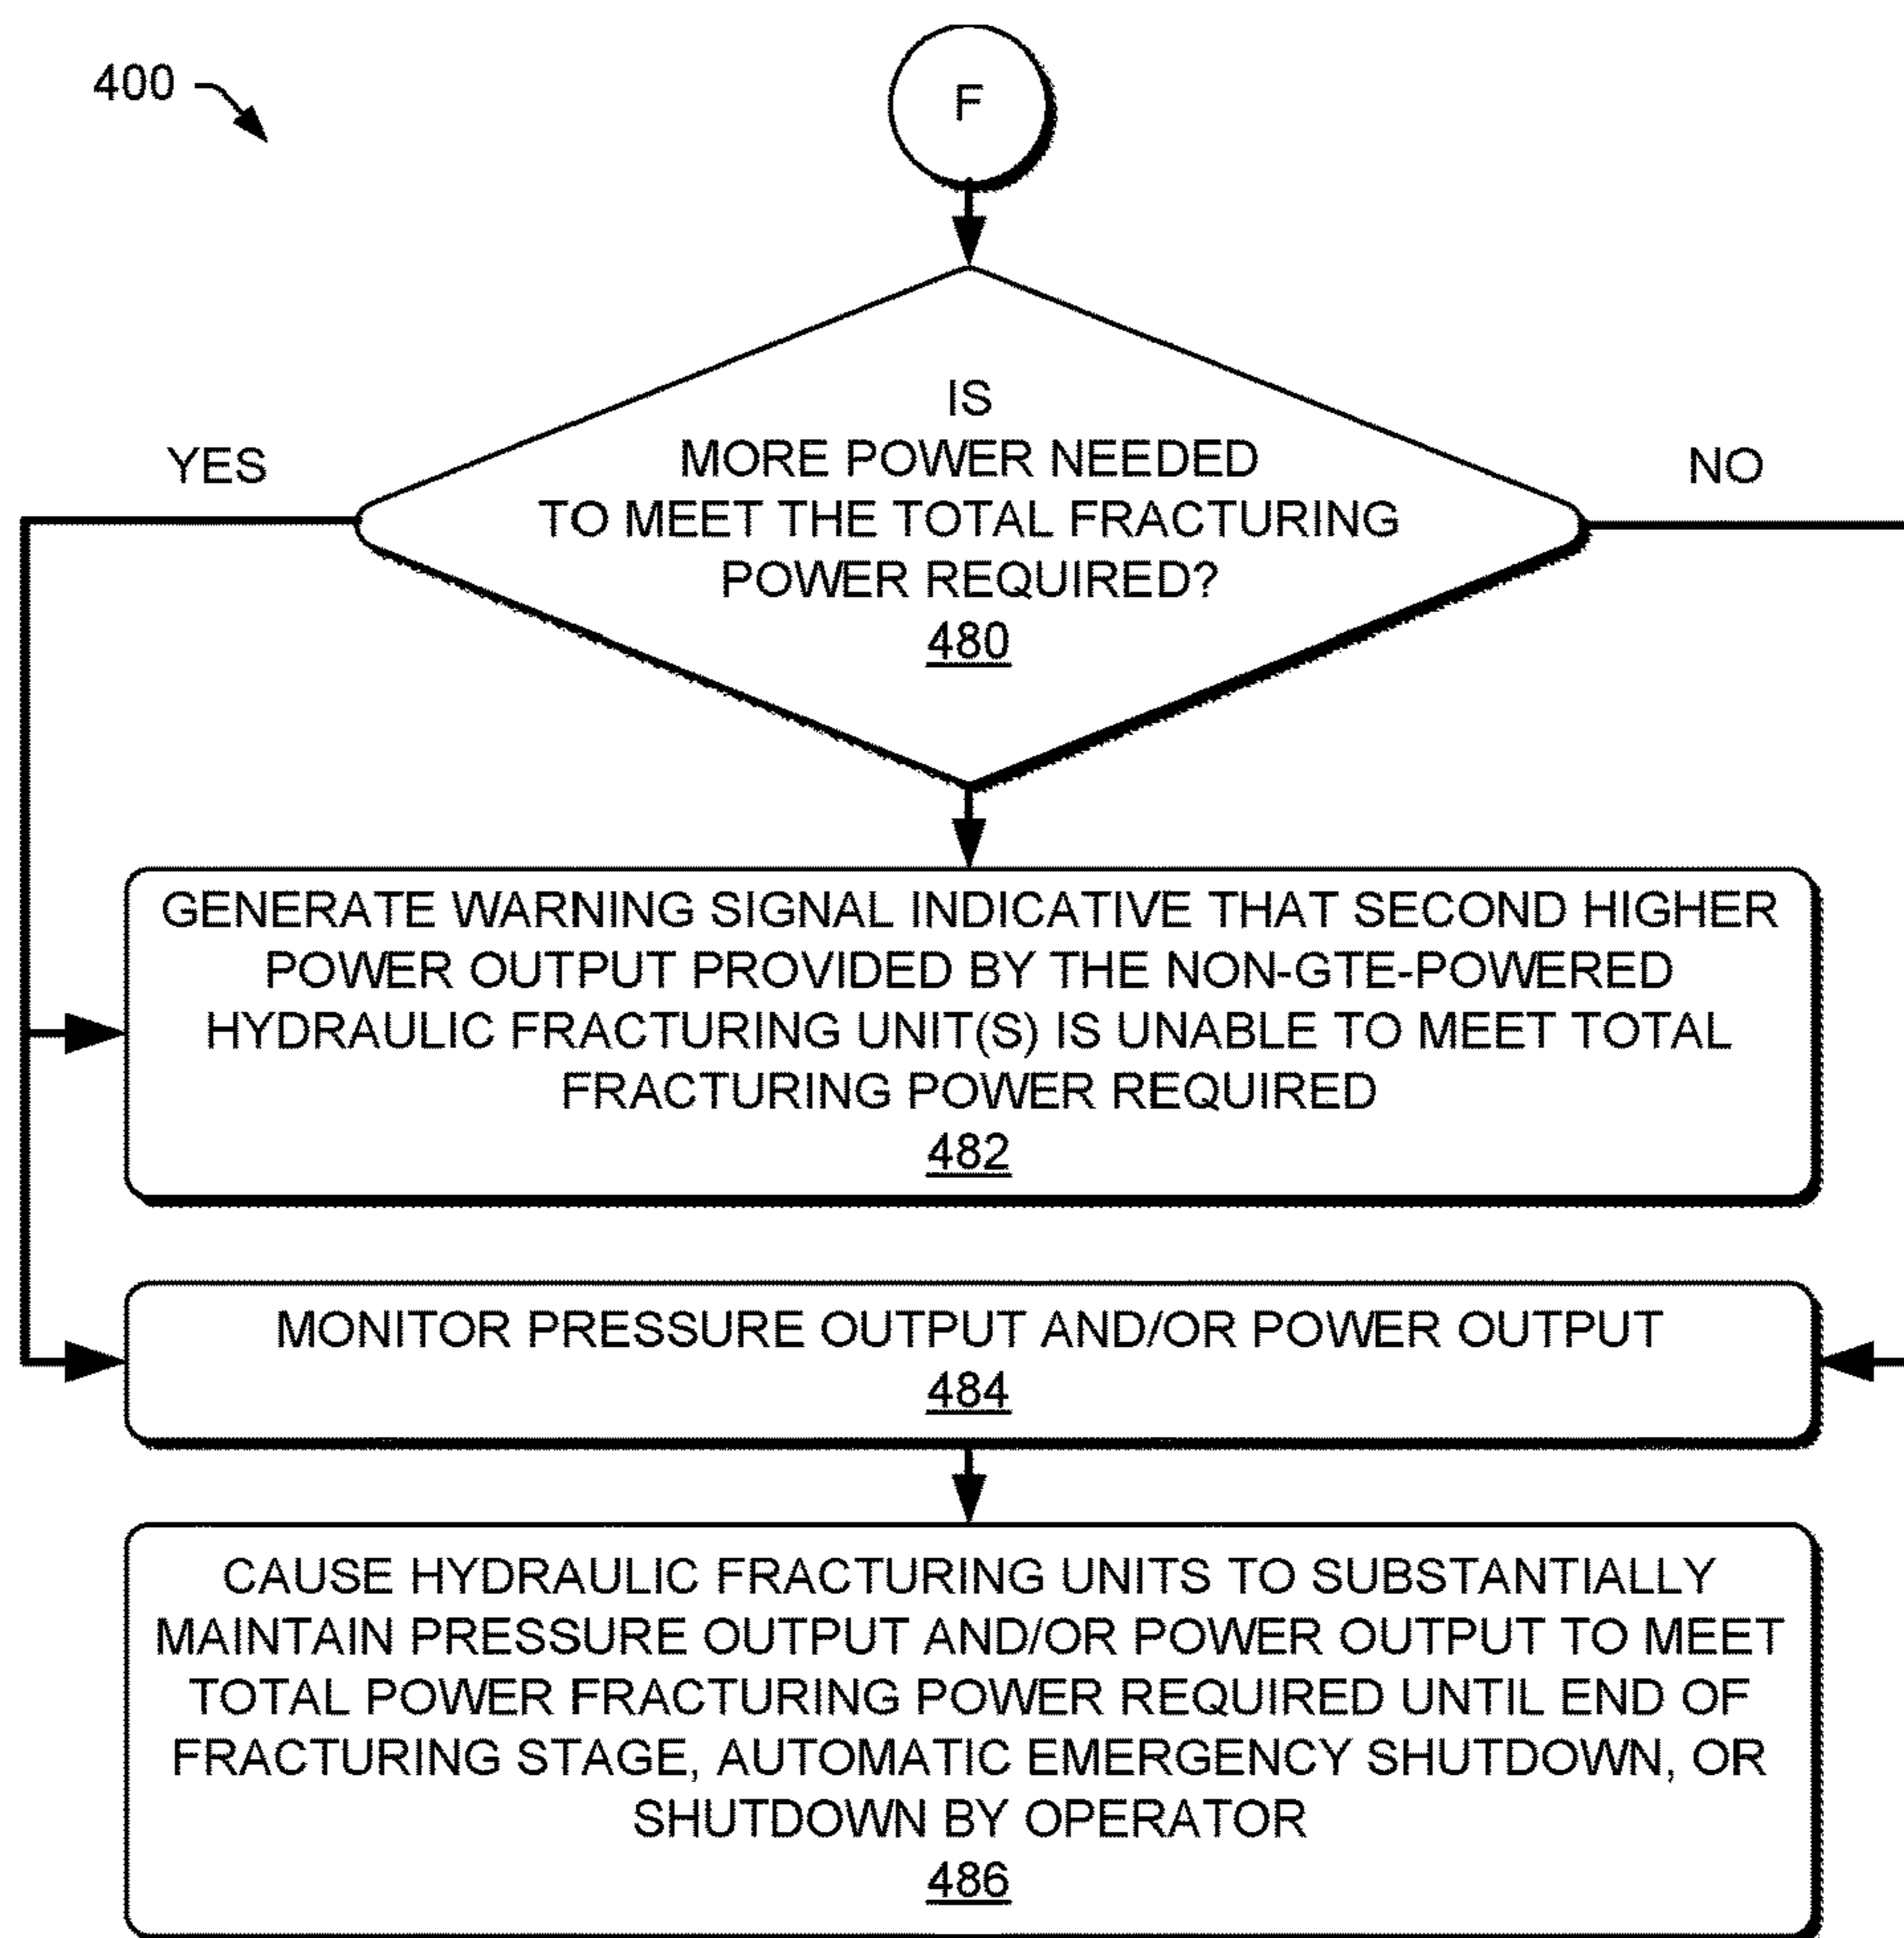 400
F
IS
MORE POWER NEEDED
TO MEET THE TOTAL FRACTURING
POWER REQUIRED?
480
YES
NO
GENERATE WARNING SIGNAL INDICATIVE THAT SECOND HIGHER
POWER OUTPUT PROVIDED BY THE NON-GTE-POWERED
HYDRAULIC FRACTURING UNIT(S) IS UNABLE TO MEET TOTAL
FRACTURING POWER REQUIRED
482
MONITOR PRESSURE OUTPUT AND/OR POWER OUTPUT
484
CAUSE HYDRAULIC FRACTURING UNITS TO SUBSTANTIALLY
MAINTAIN PRESSURE OUTPUT AND/OR POWER OUTPUT TO MEET
TOTAL POWER FRACTURING POWER REQUIRED UNTIL END OF
FRACTURING STAGE, AUTOMATIC EMERGENCY SHUTDOWN, OR
SHUTDOWN BY OPERATOR
486